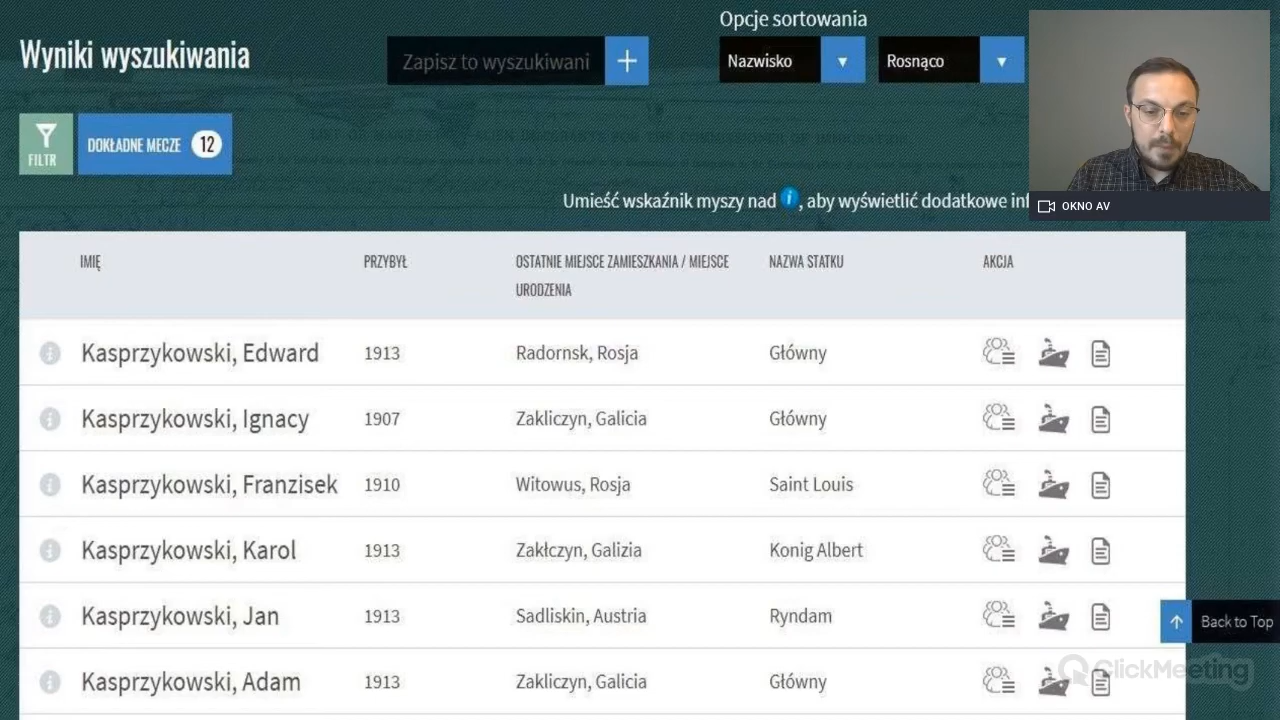 Wyniki wyszukiwania
Zapisz to wyszukiwani
+
Opcje sortowania
Nazwisko
Rosnąco
FILTR
DOKŁADNE MECZE 12
Umieść wskaźnik myszy nad i, aby wyświetlić dodatkowe inf
OKNO AV
IMIĘ PRZYBYŁ OSTATNIE MIEJSCE ZAMIESZKANIA / MIEJSCE URODZENIA NAZWA STATKU AKCJA
Kasprzykowski, Edward 1913 Radornsk, Rosja Główny
Kasprzykowski, Ignacy 1907 Zakliczyn, Galicia Główny
Kasprzykowski, Franzisek 1910 Witowus, Rosja Saint Louis
Kasprzykowski, Karol 1913 Zakłczyn, Galizia Konig Albert
Kasprzykowski, Jan 1913 Sadliskin, Austria Ryndam
Back to Top
Kasprzykowski, Adam 1913 Zakliczyn, Galicia Główny
ClickMeeting